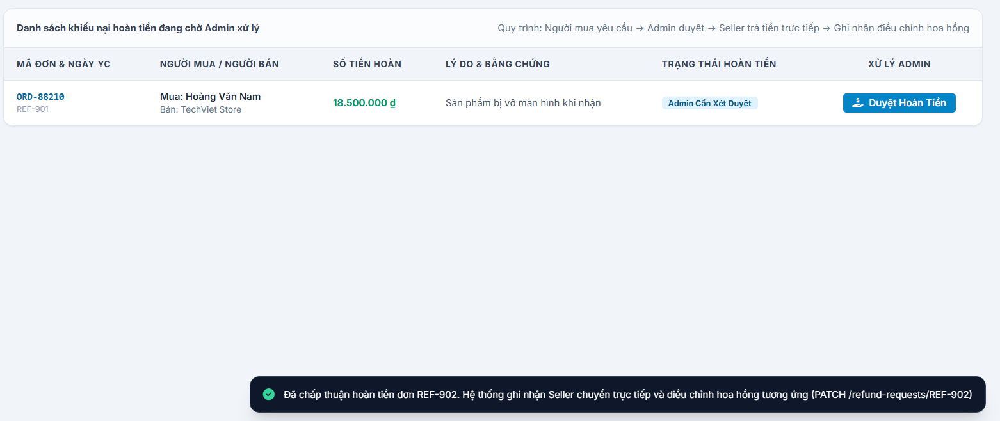 Danh sách khiếu nại hoàn tiền đang chờ Admin xử lý
Quy trình: Người mua yêu cầu → Admin duyệt → Seller trả tiền trực tiếp → Ghi nhận điều chỉnh hoa hồng
MÃ ĐƠN & NGÀY YC
NGƯỜI MUA / NGƯỜI BÁN
SỐ TIỀN HOÀN
LÝ DO & BẰNG CHỨNG
TRẠNG THÁI HOÀN TIỀN
XỬ LÝ ADMIN
ORD-88210
REF-901
Mua: Hoàng Văn Nam
Bán: TechViet Store
18.500.000 ₫
Sản phẩm bị vỡ màn hình khi nhận
Admin Cần Xét Duyệt
Duyệt Hoàn Tiền
Đã chấp thuận hoàn tiền đơn REF-902. Hệ thống ghi nhận Seller chuyển trực tiếp và điều chỉnh hoa hồng tương ứng (PATCH /refund-requests/REF-902)